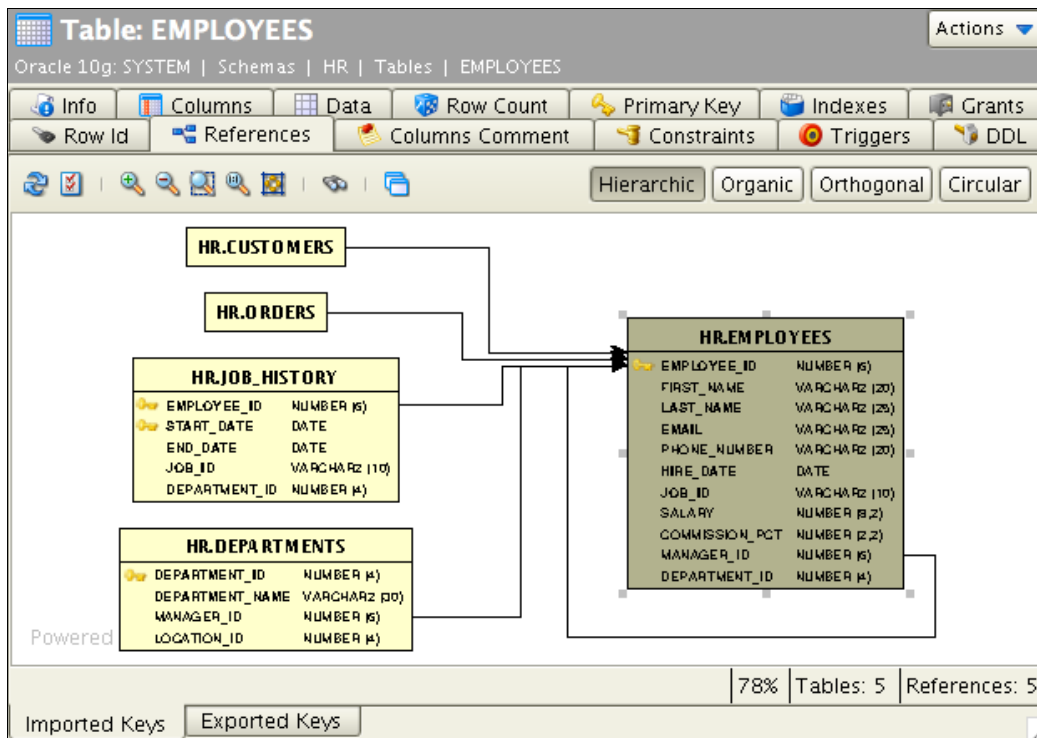 Table: EMPLOYEES
Actions
Oracle 10g: SYSTEM | Schemas | HR | Tables | EMPLOYEES
Info
Columns
Data
Row Count
Primary Key
Indexes
Grants
Row Id
References
Columns Comment
Constraints
Triggers
DDL
Hierarchic
Organic
Orthogonal
Circular
HR.CUSTOMERS
HR.ORDERS
HR.JOB_HISTORY
EMPLOYEE_ID NUMBER (6)
START_DATE DATE
END_DATE DATE
JOB_ID VARCHAR2 (10)
DEPARTMENT_ID NUMBER (4)
HR.DEPARTMENTS
DEPARTMENT_ID NUMBER (4)
DEPARTMENT_NAME VARCHAR2 (30)
MANAGER_ID NUMBER (6)
LOCATION_ID NUMBER (4)
HR.EMPLOYEES
EMPLOYEE_ID NUMBER (6)
FIRST_NAME VARCHAR2 (20)
LAST_NAME VARCHAR2 (25)
EMAIL VARCHAR2 (25)
PHONE_NUMBER VARCHAR2 (20)
HIRE_DATE DATE
JOB_ID VARCHAR2 (10)
SALARY NUMBER (8,2)
COMMISSION_PCT NUMBER (2,2)
MANAGER_ID NUMBER (6)
DEPARTMENT_ID NUMBER (4)
Powered
78%
Tables: 5
References: 5
Imported Keys
Exported Keys